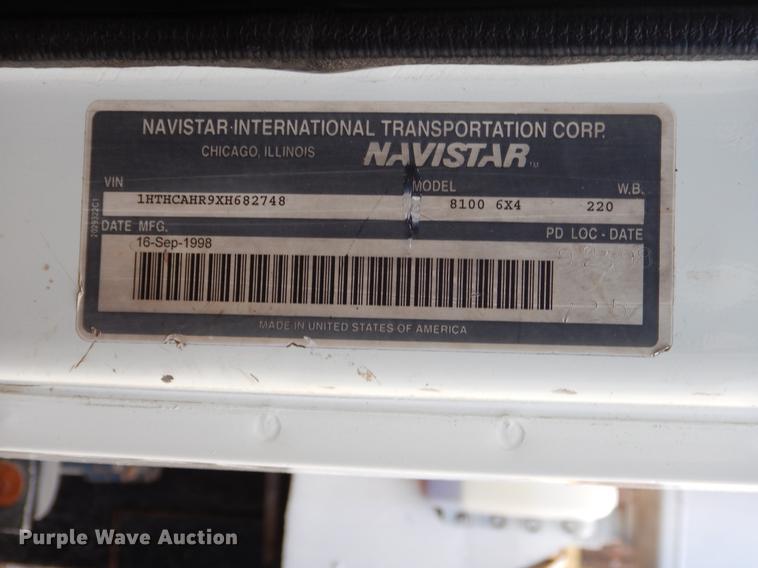 NAVISTAR·INTERNATIONAL TRANSPORTATION CORP.
CHICAGO, ILLINOIS NAVISTAR TM
VIN MODEL W.B.
1HTHCAHR9XH682748 8100 6X4 220
DATE MFG. PD LOC - DATE
16-Sep-1998
MADE IN UNITED STATES OF AMERICA
Purple Wave Auction